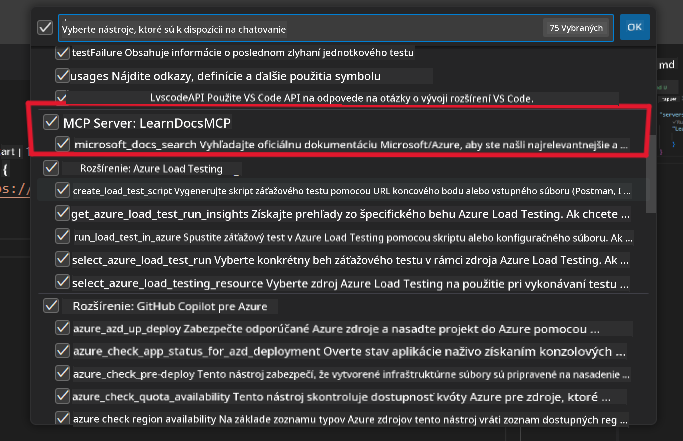 Vyberte nástroje, ktoré sú k dispozícii na chatovanie
75 Vybraných
OK
testFailure Obsahuje informácie o poslednom zlyhaní jednotkového testu
usages Nájdite odkazy, definície a ďalšie použitia symbolu
LvscodeAPI Použite VS Code API na odpovede na otázky o vývoji rozšírení VS Code.
MCP Server: LearnDocsMCP
microsoft_docs_search Vyhľadajte oficiálnu dokumentáciu Microsoft/Azure, aby ste našli najrelevantnejšie a ...
Rozšírenie: Azure Load Testing
create_load_test_script Vygenerujte skript záťažového testu pomocou URL koncového bodu alebo vstupného súboru (Postman, I ...
get_azure_load_test_run_insights Získajte prehľady zo špecifického behu Azure Load Testing. Ak chcete ...
run_load_test_in_azure Spustite záťažový test v Azure Load Testing pomocou skriptu alebo konfiguračného súboru. Ak ...
select_azure_load_test_run Vyberte konkrétny beh záťažového testu v rámci zdroja Azure Load Testing. Ak ...
select_azure_load_testing_resource Vyberte zdroj Azure Load Testing na použitie pri vykonávaní testu ...
Rozšírenie: GitHub Copilot pre Azure
azure_azd_up_deploy Zabezpečte odporúčané Azure zdroje a nasaďte projekt do Azure pomocou ...
azure_check_app_status_for_azd_deployment Overte stav aplikácie naživo získaním konzolových ...
azure_check_pre-deploy Tento nástroj zabezpečí, že vytvorené infraštruktúrne súbory sú pripravené na nasadenie ...
azure_check_quota_availability Tento nástroj skontroluje dostupnosť kvóty Azure pre zdroje, ktoré ...
azure check region availability Na základe zoznamu typov Azure zdrojov tento nástroj vráti zoznam dostupných reg ...
md
art |
{
s://